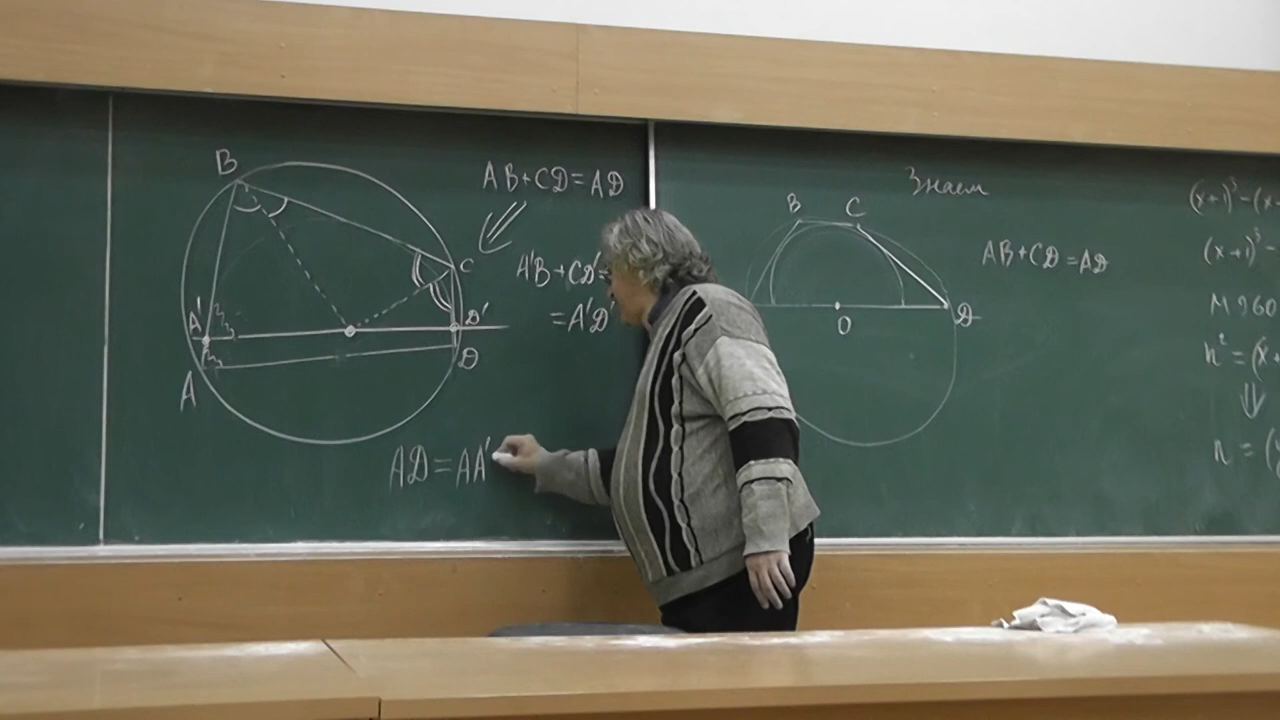 B
AB+CD=AD
C
A'B+CD'=
A'
D'
=A'D'
D
A
AD=AA'
Знаем
B C
AB+CD=AD
O
D
(x+1)³-(x-
(x+1)³-
M960
n²=(x+
⇓
n=(